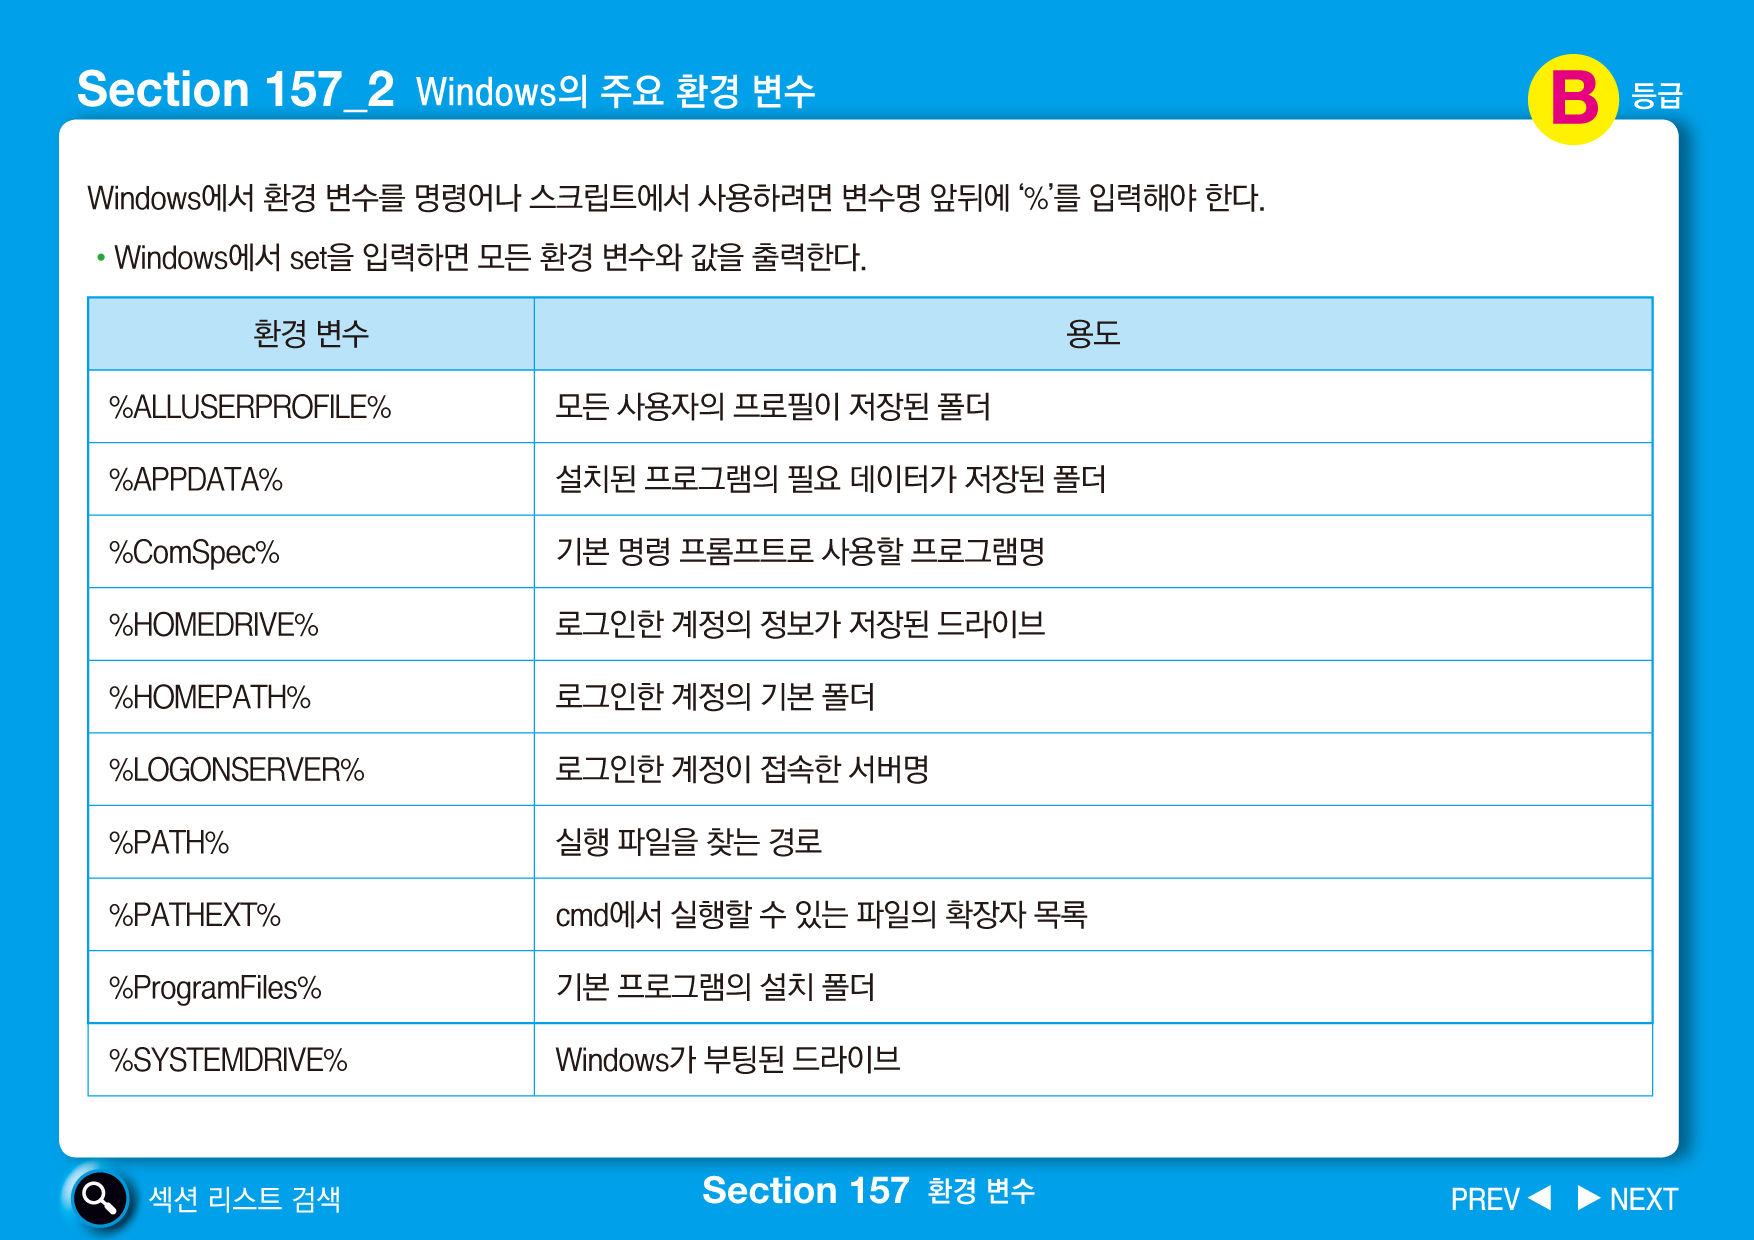 Section 157_2 Windows의 주요 환경 변수
B 등급
Windows에서 환경 변수를 명령어나 스크립트에서 사용하려면 변수명 앞뒤에 ‘%’를 입력해야 한다.
• Windows에서 set을 입력하면 모든 환경 변수와 값을 출력한다.
환경 변수 용도
%ALLUSERPROFILE% 모든 사용자의 프로필이 저장된 폴더
%APPDATA% 설치된 프로그램의 필요 데이터가 저장된 폴더
%ComSpec% 기본 명령 프롬프트로 사용할 프로그램명
%HOMEDRIVE% 로그인한 계정의 정보가 저장된 드라이브
%HOMEPATH% 로그인한 계정의 기본 폴더
%LOGONSERVER% 로그인한 계정이 접속한 서버명
%PATH% 실행 파일을 찾는 경로
%PATHEXT% cmd에서 실행할 수 있는 파일의 확장자 목록
%ProgramFiles% 기본 프로그램의 설치 폴더
%SYSTEMDRIVE% Windows가 부팅된 드라이브
섹션 리스트 검색
Section 157 환경 변수
PREV ◀ ▶ NEXT